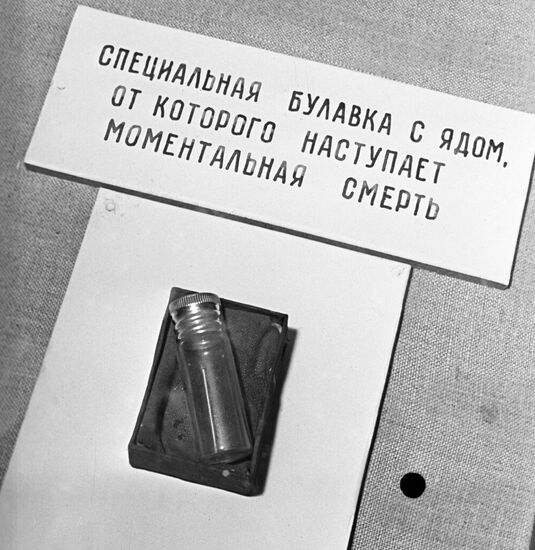 СПЕЦИАЛЬНАЯ БУЛАВКА С ЯДОМ,
ОТ КОТОРОГО НАСТУПАЕТ
МОМЕНТАЛЬНАЯ СМЕРТЬ